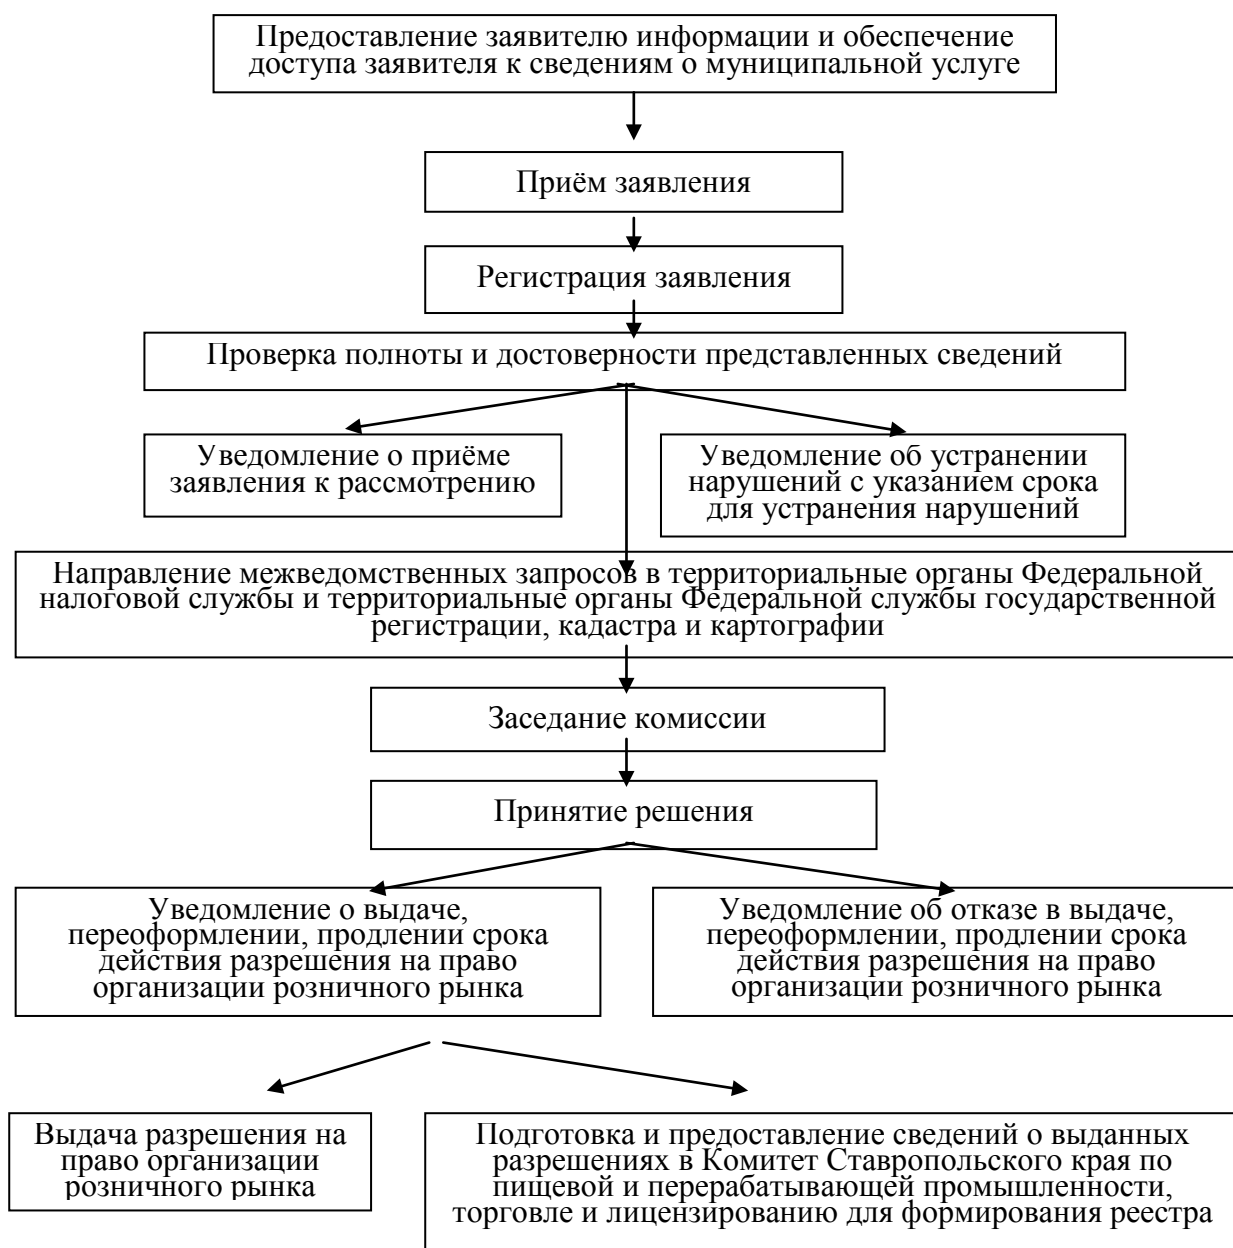 Предоставление заявителю информации и обеспечение
доступа заявителя к сведениям о муниципальной услуге
Приём заявления
Регистрация заявления
Проверка полноты и достоверности представленных сведений
Уведомление о приёме
заявления к рассмотрению
Уведомление об устранении
нарушений с указанием срока
для устранения нарушений
Направление межведомственных запросов в территориальные органы Федеральной
налоговой службы и территориальные органы Федеральной службы государственной
регистрации, кадастра и картографии
Заседание комиссии
Принятие решения
Уведомление о выдаче,
переоформлении, продлении срока
действия разрешения на право
организации розничного рынка
Уведомление об отказе в выдаче,
переоформлении, продлении срока
действия разрешения на право
организации розничного рынка
Выдача разрешения на
право организации
розничного рынка
Подготовка и предоставление сведений о выданных
разрешениях в Комитет Ставропольского края по
пищевой и перерабатывающей промышленности,
торговле и лицензированию для формирования реестра